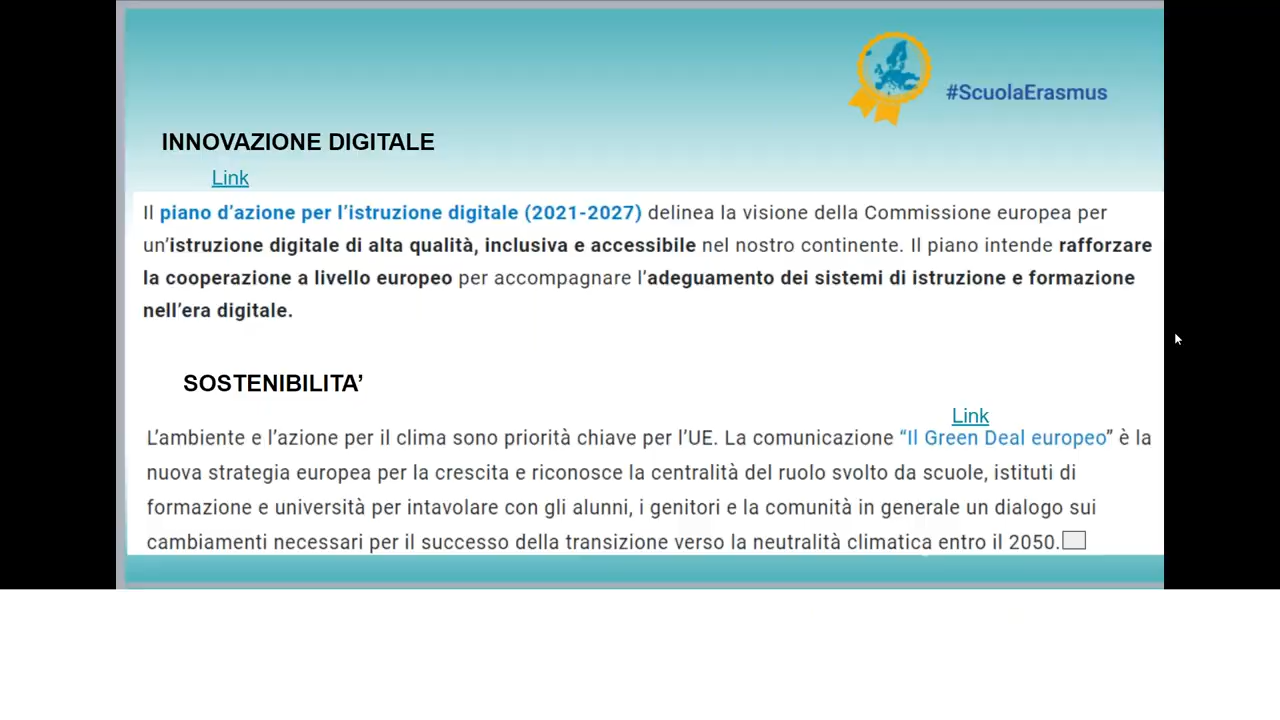 #ScuolaErasmus
INNOVAZIONE DIGITALE
Link
Il piano d’azione per l’istruzione digitale (2021-2027) delinea la visione della Commissione europea per
un’istruzione digitale di alta qualità, inclusiva e accessibile nel nostro continente. Il piano intende rafforzare
la cooperazione a livello europeo per accompagnare l’adeguamento dei sistemi di istruzione e formazione
nell’era digitale.
SOSTENIBILITA’
Link
L’ambiente e l’azione per il clima sono priorità chiave per l’UE. La comunicazione “Il Green Deal europeo” è la
nuova strategia europea per la crescita e riconosce la centralità del ruolo svolto da scuole, istituti di
formazione e università per intavolare con gli alunni, i genitori e la comunità in generale un dialogo sui
cambiamenti necessari per il successo della transizione verso la neutralità climatica entro il 2050.